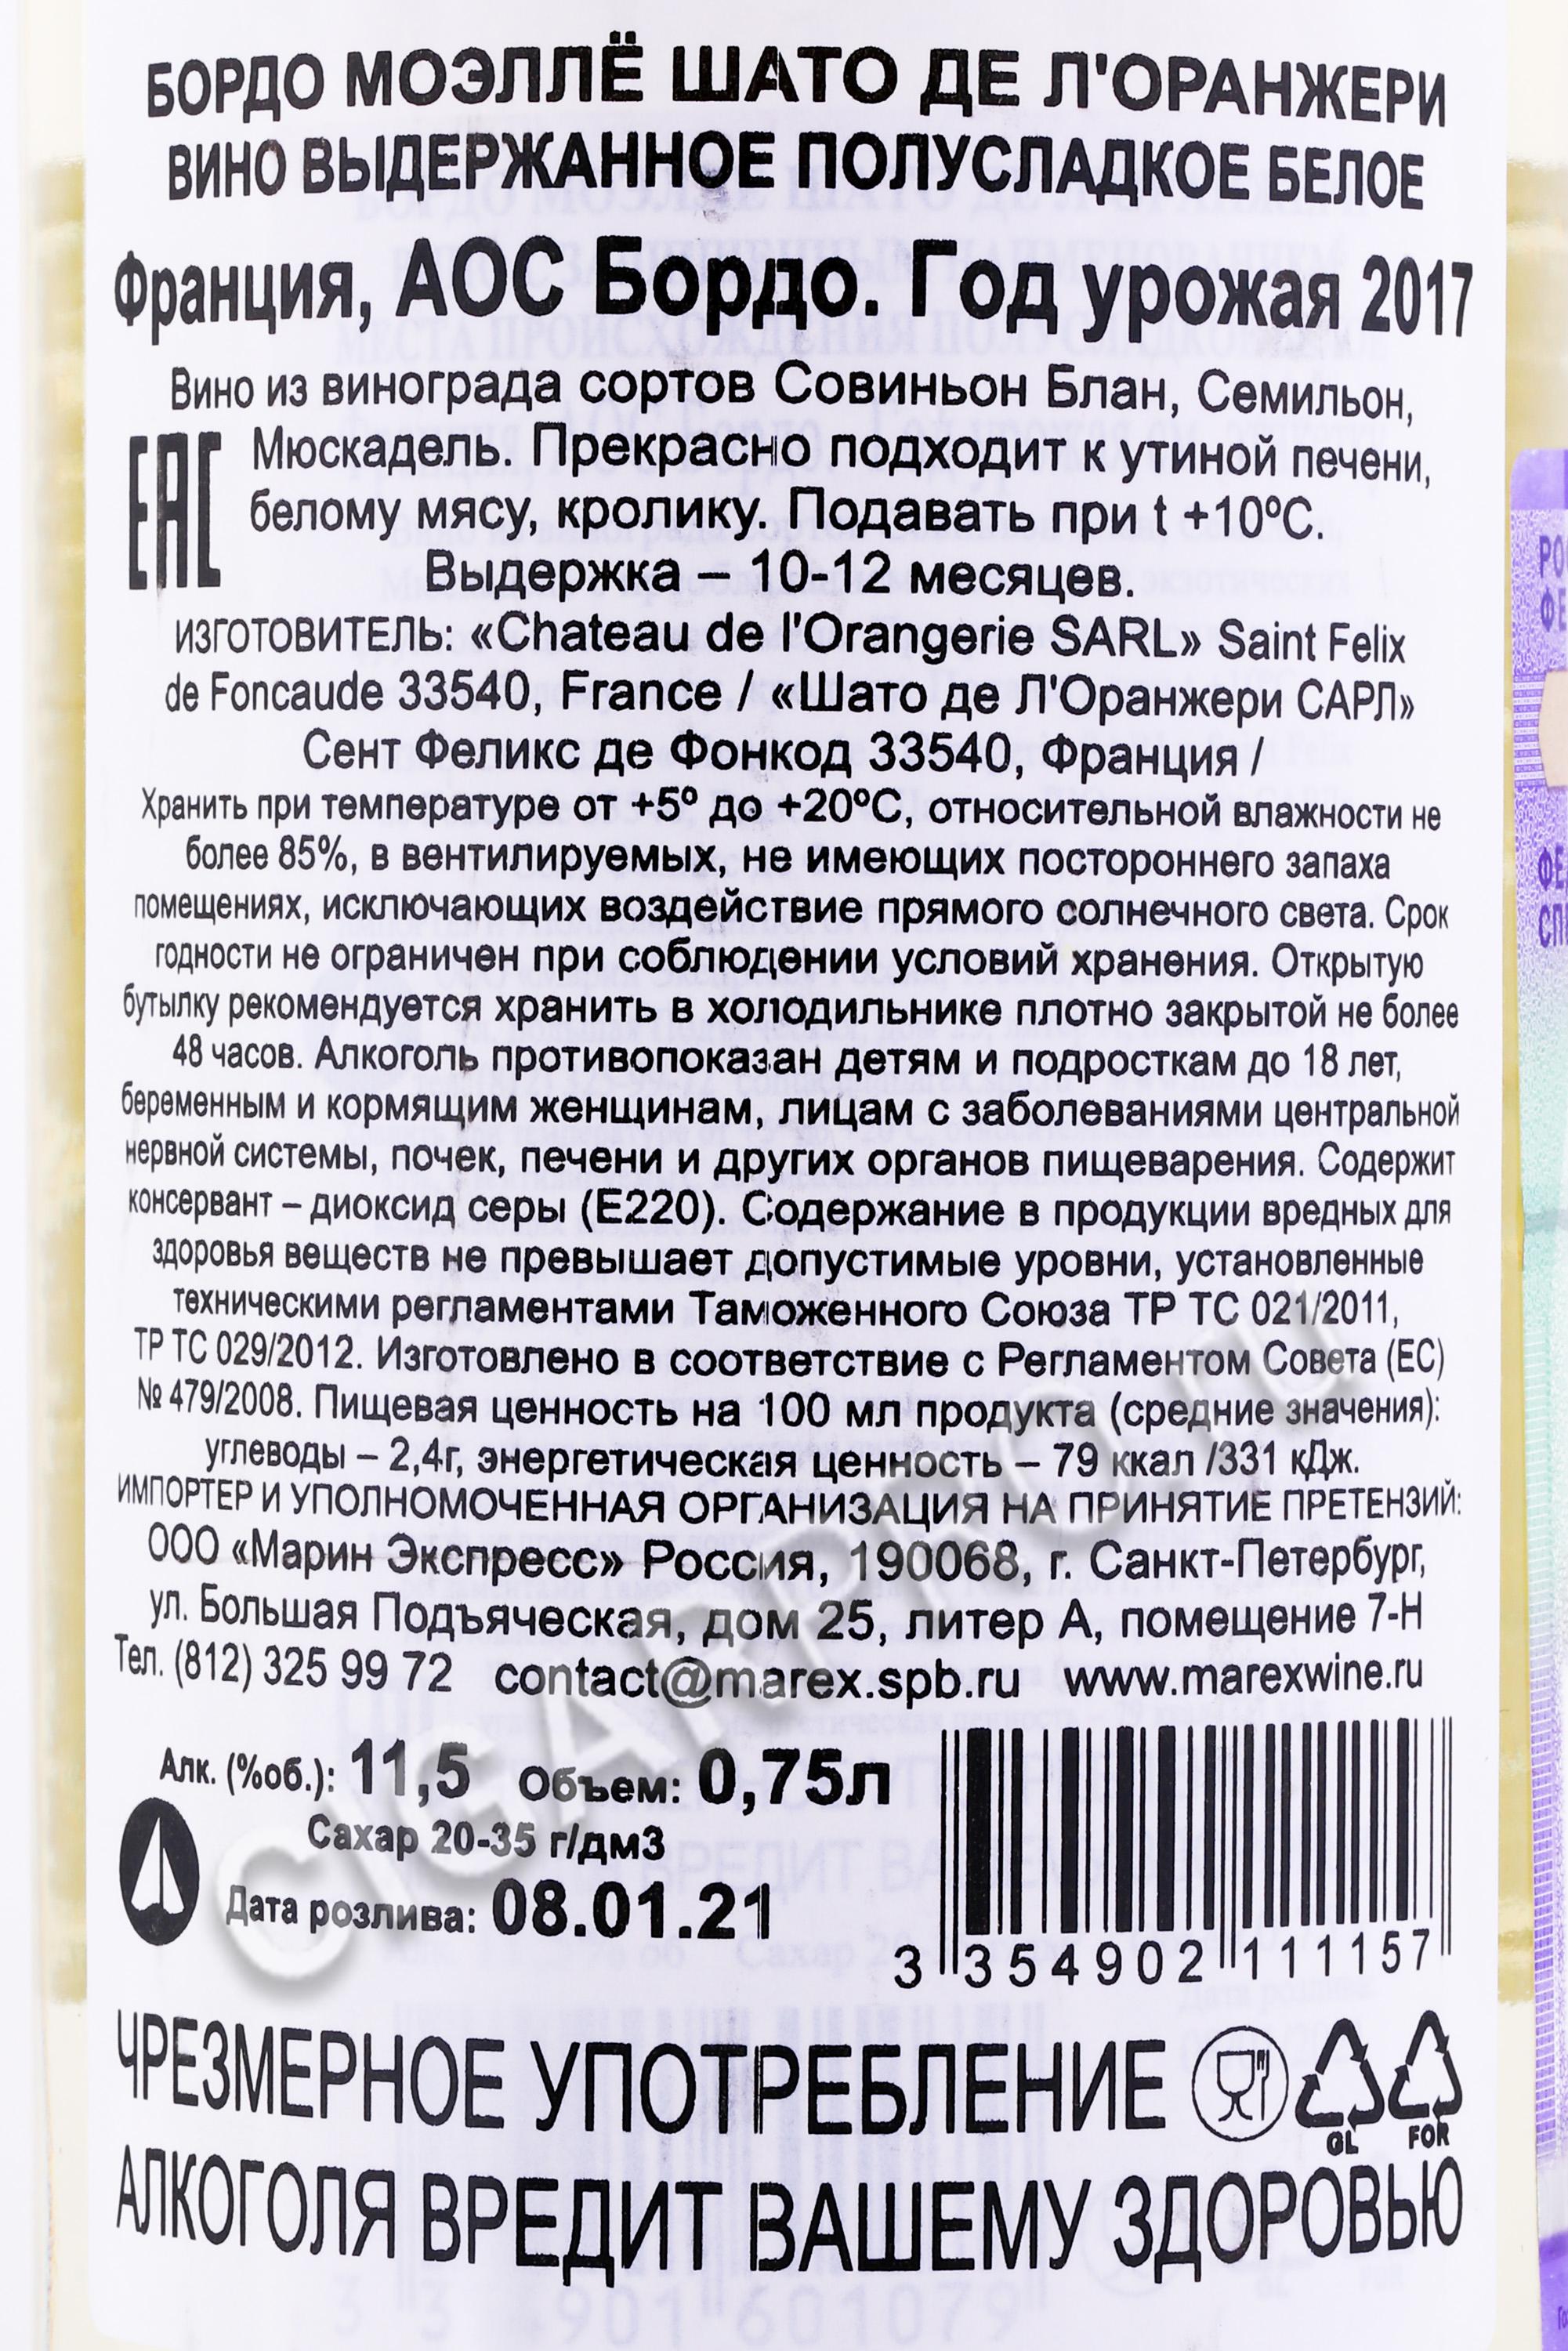 БОРДО МОЭЛЛЁ ШАТО ДЕ Л'ОРАНЖЕРИ
ВИНО ВЫДЕРЖАННОЕ ПОЛУСЛАДКОЕ БЕЛОЕ
Франция, АОС Бордо. Год урожая 2017
Вино из винограда сортов Совиньон Блан, Семильон,
ЕАС Мюскадель. Прекрасно подходит к утиной печени,
белому мясу, кролику. Подавать при t +10ºC.
Выдержка – 10-12 месяцев.
ИЗГОТОВИТЕЛЬ: «Chateau de l'Orangerie SARL» Saint Felix
de Foncaude 33540, France / «Шато де Л'Оранжери САРЛ»
Сент Феликс де Фонкод 33540, Франция /
Хранить при температуре от +5º до +20ºC, относительной влажности не
более 85%, в вентилируемых, не имеющих постороннего запаха
помещениях, исключающих воздействие прямого солнечного света. Срок
годности не ограничен при соблюдении условий хранения. Открытую
бутылку рекомендуется хранить в холодильнике плотно закрытой не более
48 часов. Алкоголь противопоказан детям и подросткам до 18 лет,
беременным и кормящим женщинам, лицам с заболеваниями центральной
нервной системы, почек, печени и других органов пищеварения. Содержит
консервант – диоксид серы (Е220). Содержание в продукции вредных для
здоровья веществ не превышает допустимые уровни, установленные
техническими регламентами Таможенного Союза ТР ТС 021/2011,
ТР ТС 029/2012. Изготовлено в соответствие с Регламентом Совета (ЕС)
№ 479/2008. Пищевая ценность на 100 мл продукта (средние значения):
углеводы – 2,4г, энергетическая ценность – 79 ккал /331 кДж.
ИМПОРТЕР И УПОЛНОМОЧЕННАЯ ОРГАНИЗАЦИЯ НА ПРИНЯТИЕ ПРЕТЕНЗИЙ:
ООО «Марин Экспресс» Россия, 190068, г. Санкт-Петербург,
ул. Большая Подъяческая, дом 25, литер А, помещение 7-Н
Тел. (812) 325 99 72 contact@marex.spb.ru www.marexwine.ru
Алк. (%об.): 11,5 Объем: 0,75л
Сахар 20-35 г/дм3
Дата розлива: 08.01.21
3 354902 111157
ЧРЕЗМЕРНОЕ УПОТРЕБЛЕНИЕ
GL FOR
АЛКОГОЛЯ ВРЕДИТ ВАШЕМУ ЗДОРОВЬЮ
CIGARPRO.ru